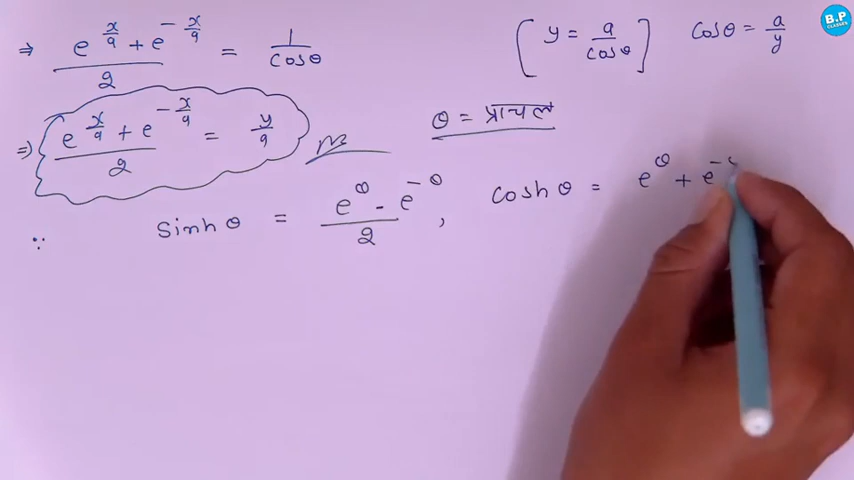 ⇒ (e^(x/a) + e^(-x/a))/2 = 1/cosθ [y = a/cosθ] cosθ = a/y
⇒) (e^(x/a) + e^(-x/a))/2 = y/a θ = प्राचल
∵ sinhθ = (e^θ - e^-θ)/2, coshθ = e^θ + e^-
B.P
CLASSES